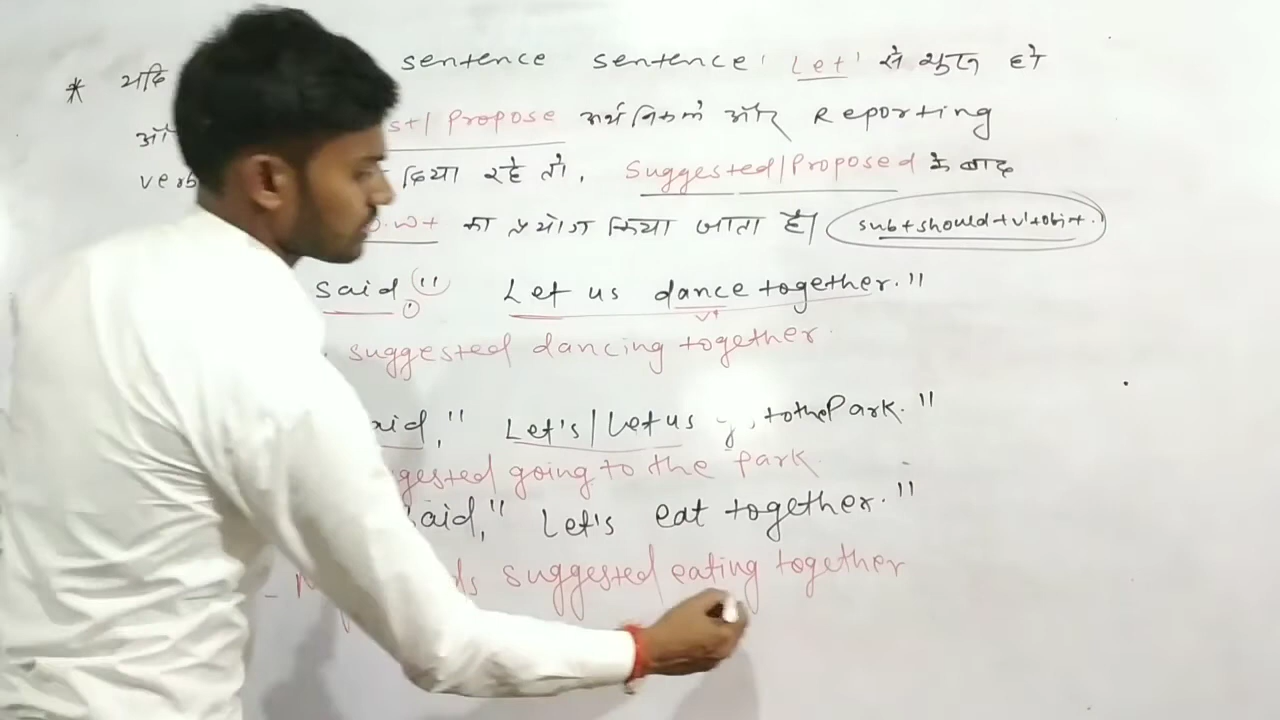 * यदि sentence sentence 'Let' से शुरू हो
और st/ Propose अर्थ निकले और Reporting
verb दिया रहे तो, Suggested/Proposed के बाद
का प्रयोग किया जाता है। sub+should+v¹+obj+.
said, " Let us dance together."
v¹
suggested dancing together.
said," Let's/Let us to the Park."
gested going to the park.
said," Let's eat together."
suggested eating together